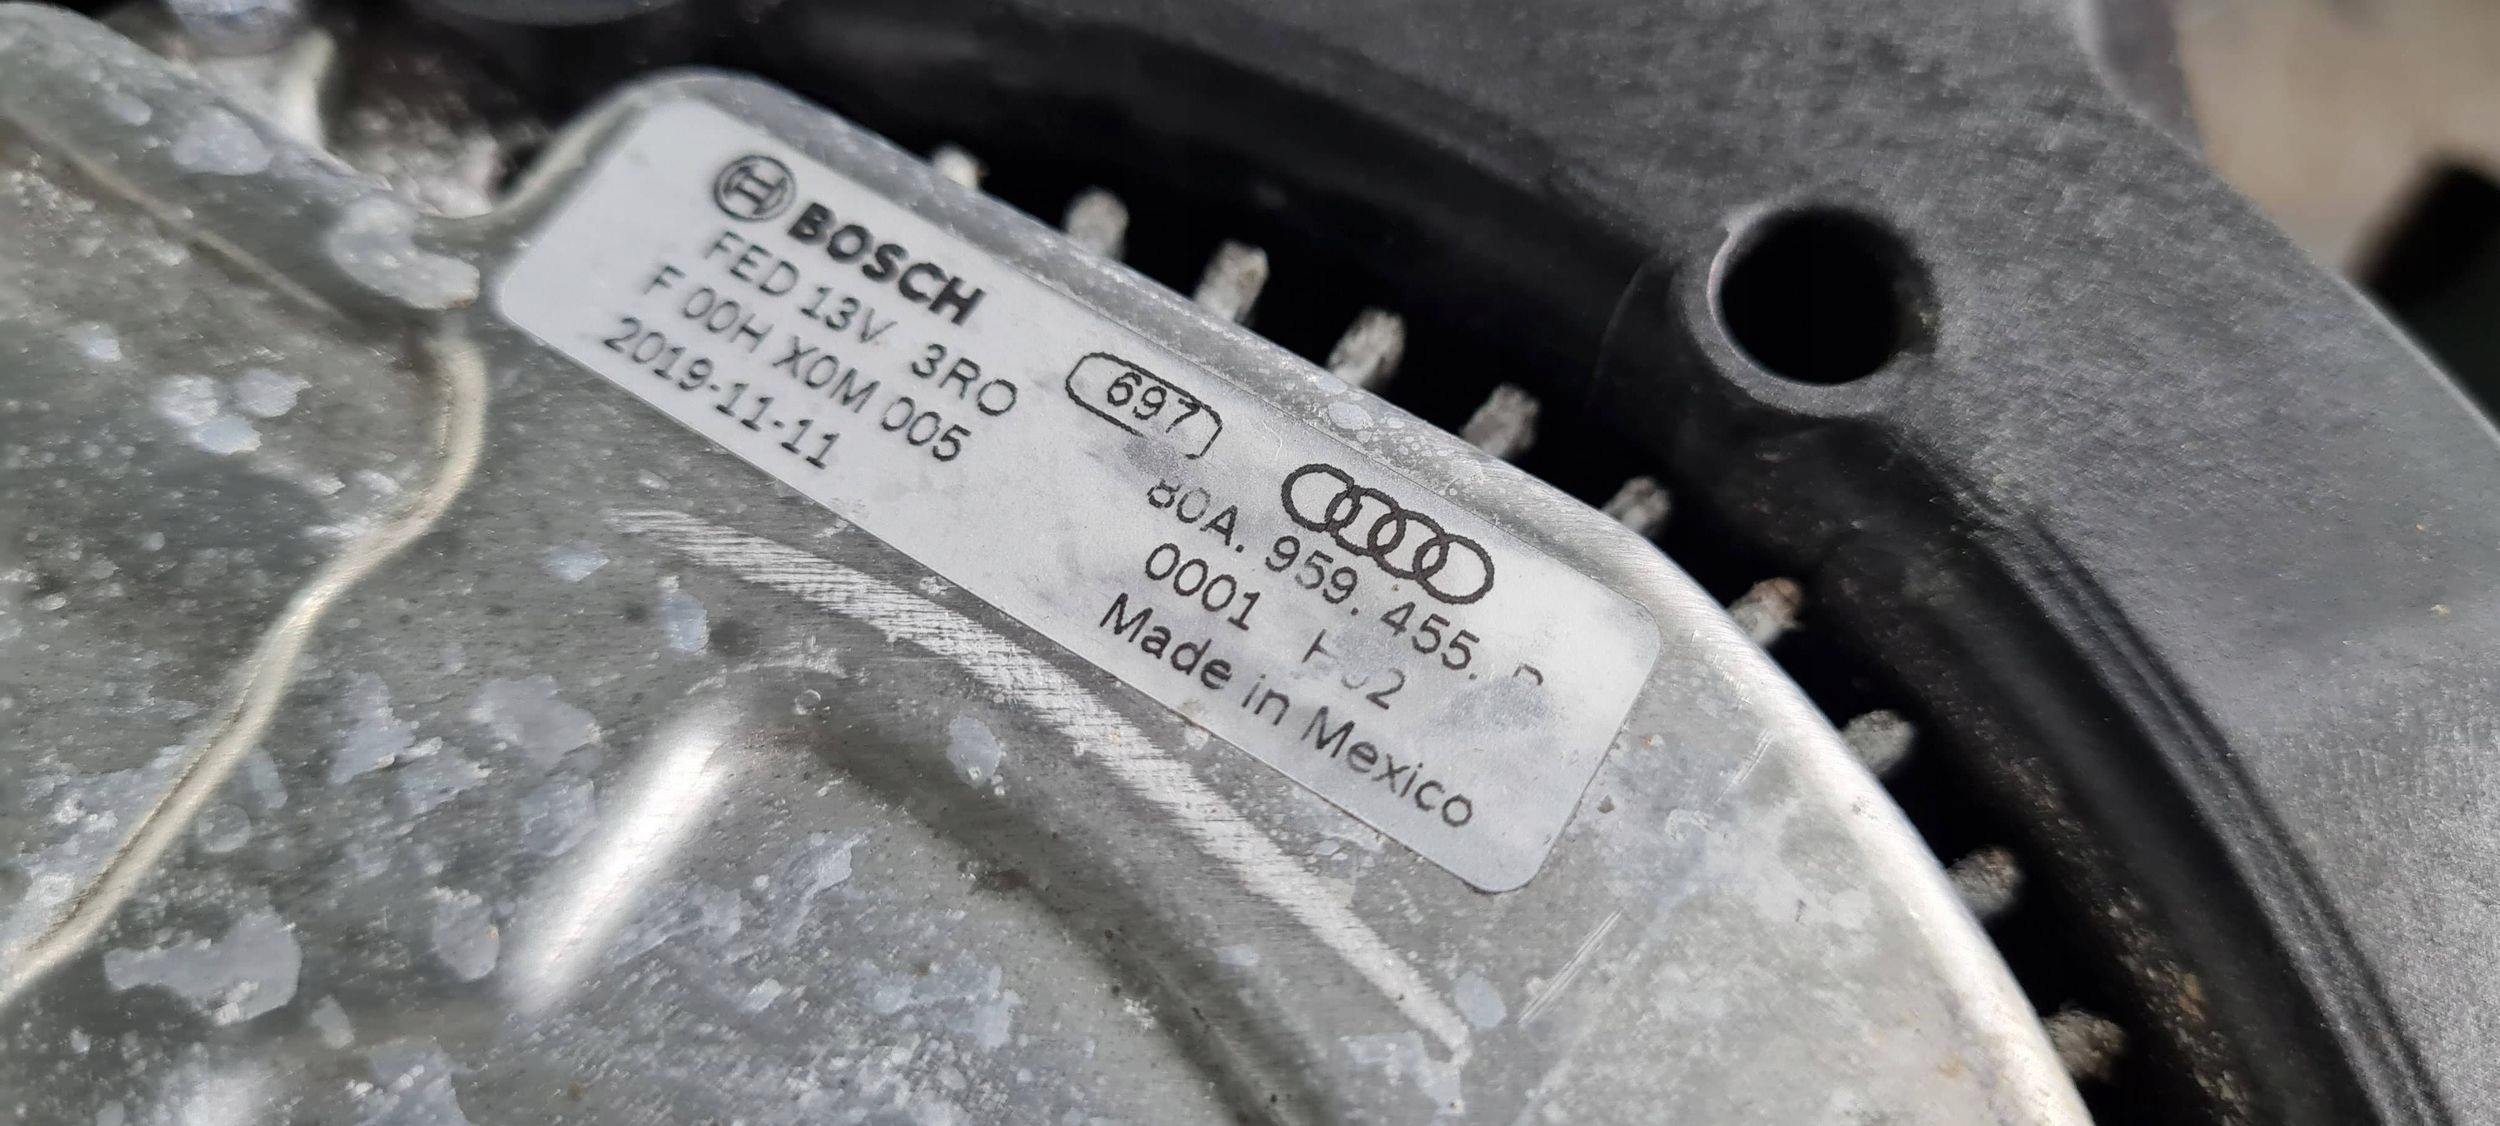 BOSCH
FED 13V 3RO
F 00H X0M 005
2019-11-11
697
80A. 959. 455.
0001
Made in Mexico